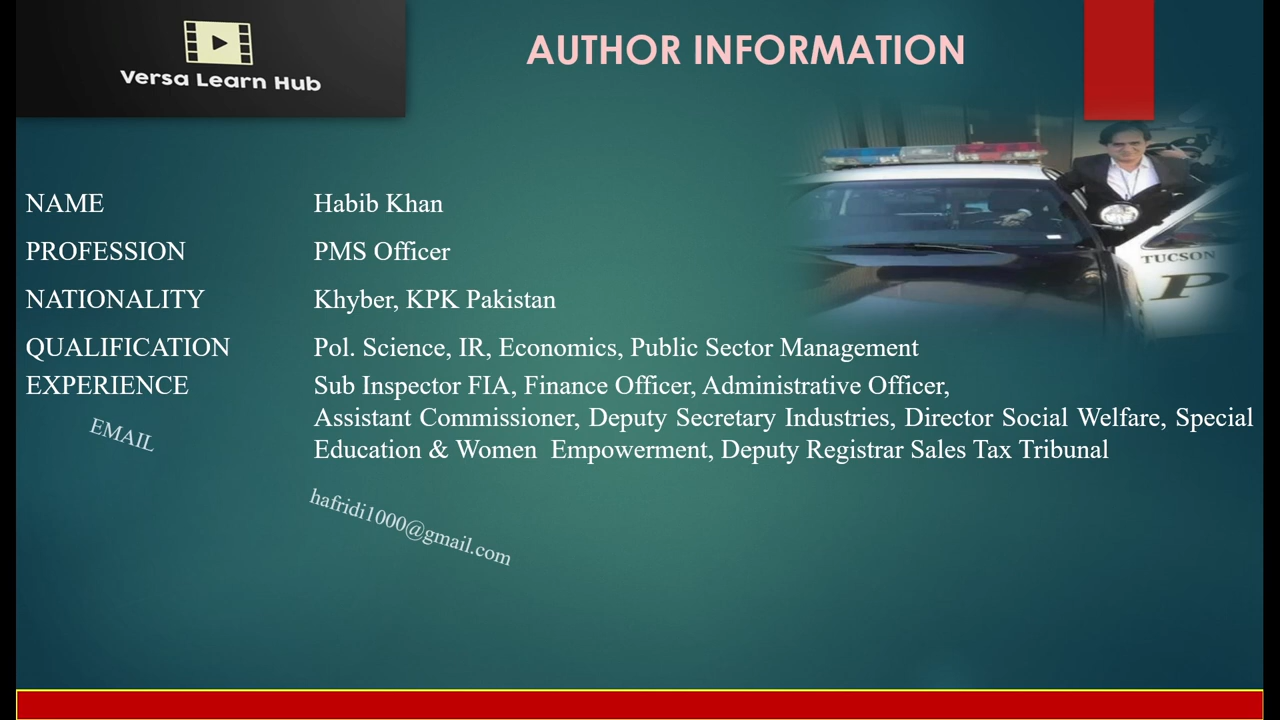 Versa Learn Hub
AUTHOR INFORMATION
NAME Habib Khan
PROFESSION PMS Officer
NATIONALITY Khyber, KPK Pakistan
QUALIFICATION Pol. Science, IR, Economics, Public Sector Management
EXPERIENCE Sub Inspector FIA, Finance Officer, Administrative Officer,
Assistant Commissioner, Deputy Secretary Industries, Director Social Welfare, Special
Education & Women Empowerment, Deputy Registrar Sales Tax Tribunal
EMAIL
hafridi1000@gmail.com
TUCSON
P